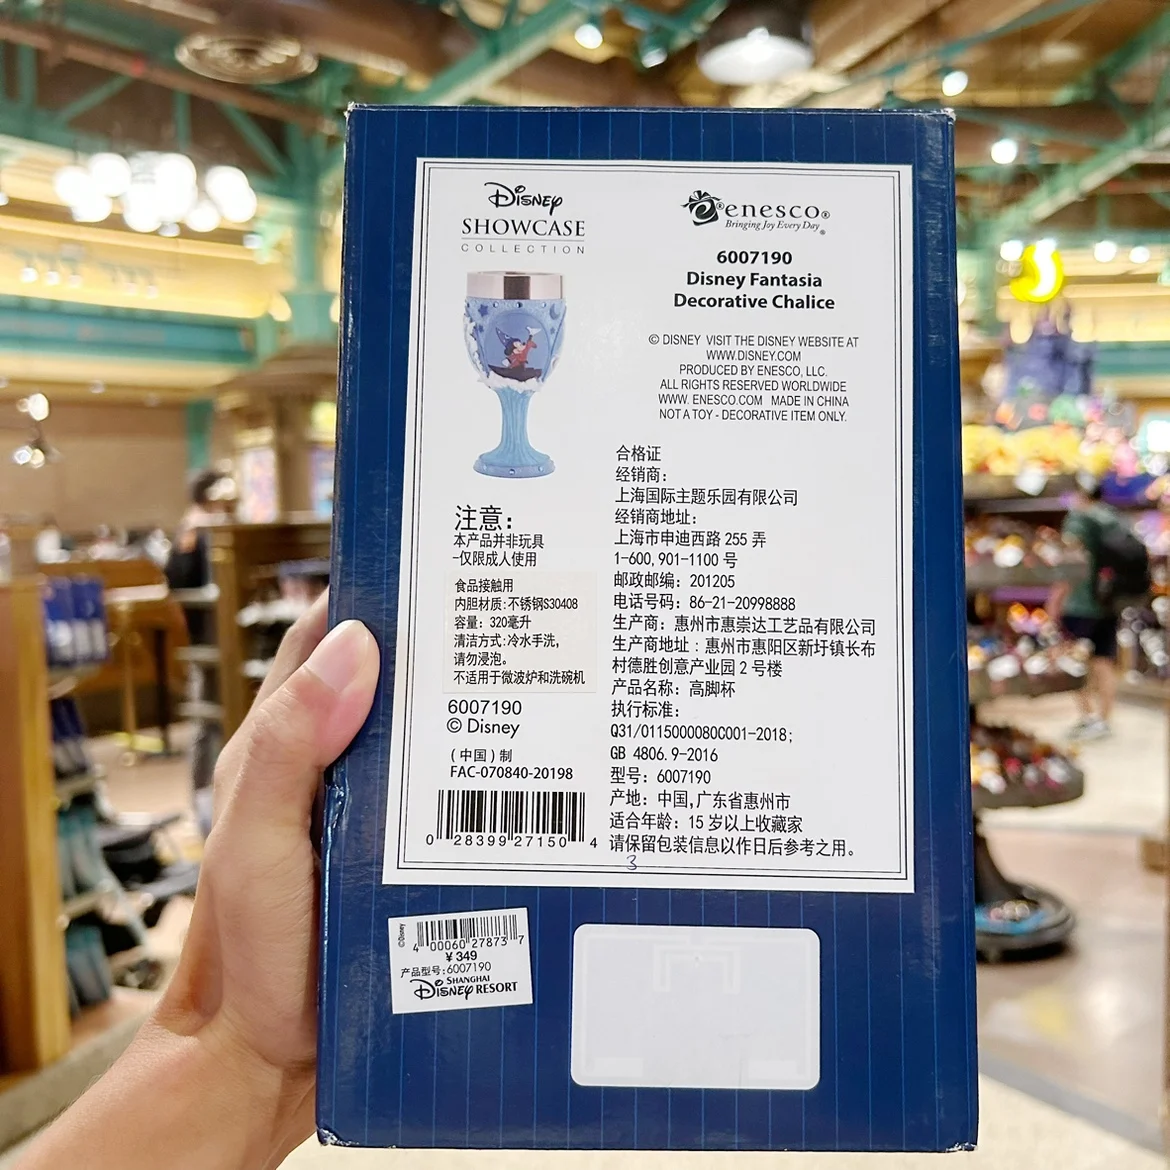 Disney
SHOWCASE
COLLECTION
enesco®
Bringing Joy Every Day®
6007190
Disney Fantasia
Decorative Chalice
© DISNEY VISIT THE DISNEY WEBSITE AT
WWW.DISNEY.COM
PRODUCED BY ENESCO, LLC.
ALL RIGHTS RESERVED WORLDWIDE
WWW. ENESCO.COM MADE IN CHINA
NOT A TOY - DECORATIVE ITEM ONLY.
注意：
本产品并非玩具
-仅限成人使用
食品接触用
内胆材质:不锈钢S30408
容量：320毫升
清洁方式:冷水手洗,
请勿浸泡。
不适用于微波炉和洗碗机
6007190
© Disney
(中国)制
FAC-070840-20198
0 28399 27150 4
合格证
经销商：
上海国际主题乐园有限公司
经销商地址：
上海市申迪西路 255 弄
1-600, 901-1100 号
邮政邮编：201205
电话号码：86-21-20998888
生产商：惠州市惠崇达工艺品有限公司
生产商地址：惠州市惠阳区新圩镇长布
村德胜创意产业园 2 号楼
产品名称：高脚杯
执行标准：
Q31/0115000080C001-2018;
GB 4806.9-2016
型号：6007190
产地：中国,广东省惠州市
适合年龄：15 岁以上收藏家
请保留包装信息以作日后参考之用。
3
©Disney
4 00060 27873 7
¥ 349
产品型号:6007190
SHANGHAI
Disney RESORT